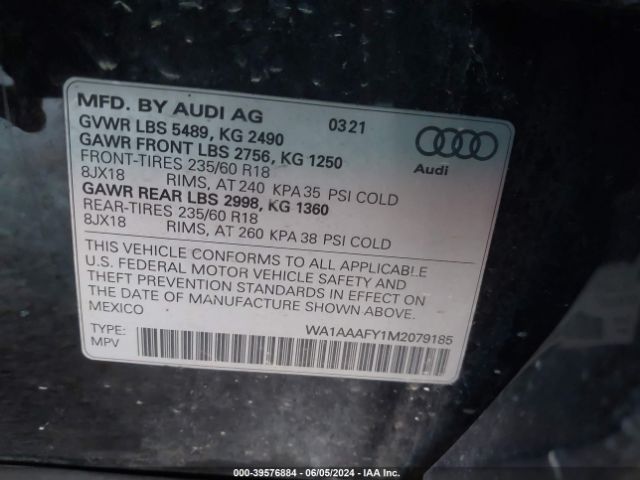 MFD. BY AUDI AG 03 21
GVWR LBS 5489, KG 2490
GAWR FRONT LBS 2756, KG 1250
FRONT-TIRES 235/60 R18
8JX18 RIMS, AT 240 KPA 35 PSI COLD
GAWR REAR LBS 2998, KG 1360
REAR-TIRES 235/60 R18
8JX18 RIMS, AT 260 KPA 38 PSI COLD
Audi
THIS VEHICLE CONFORMS TO ALL APPLICABLE
U.S. FEDERAL MOTOR VEHICLE SAFETY AND
THEFT PREVENTION STANDARDS IN EFFECT ON
THE DATE OF MANUFACTURE SHOWN ABOVE.
MEXICO
WA1AAAFY1M2079185
TYPE:
MPV
000-39576884 - 06/05/2024 - IAA Inc.